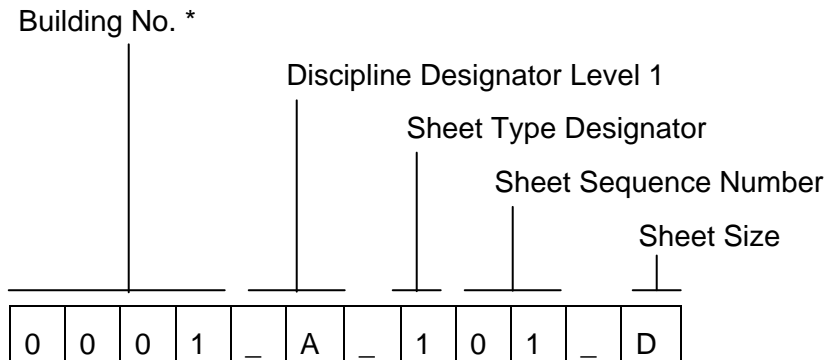 Building No. *
Discipline Designator Level 1
Sheet Type Designator
Sheet Sequence Number
Sheet Size
0 0 0 1 _ A _ 1 0 1 _ D